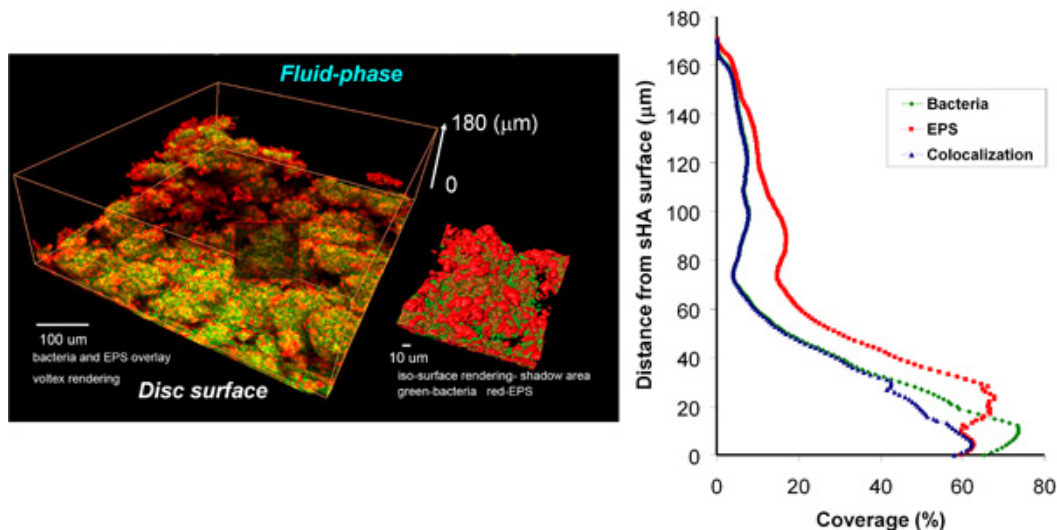 Fluid-phase
180 (μm)
0
100 um
bacteria and EPS overlay
voltex rendering
Disc surface
10 um
iso-surface rendering- shadow area
green-bacteria red-EPS
Distance from sHA surface (μm)
180
160
140
120
100
80
60
40
20
0
0 20 40 60 80
Coverage (%)
Bacteria
EPS
Colocalization